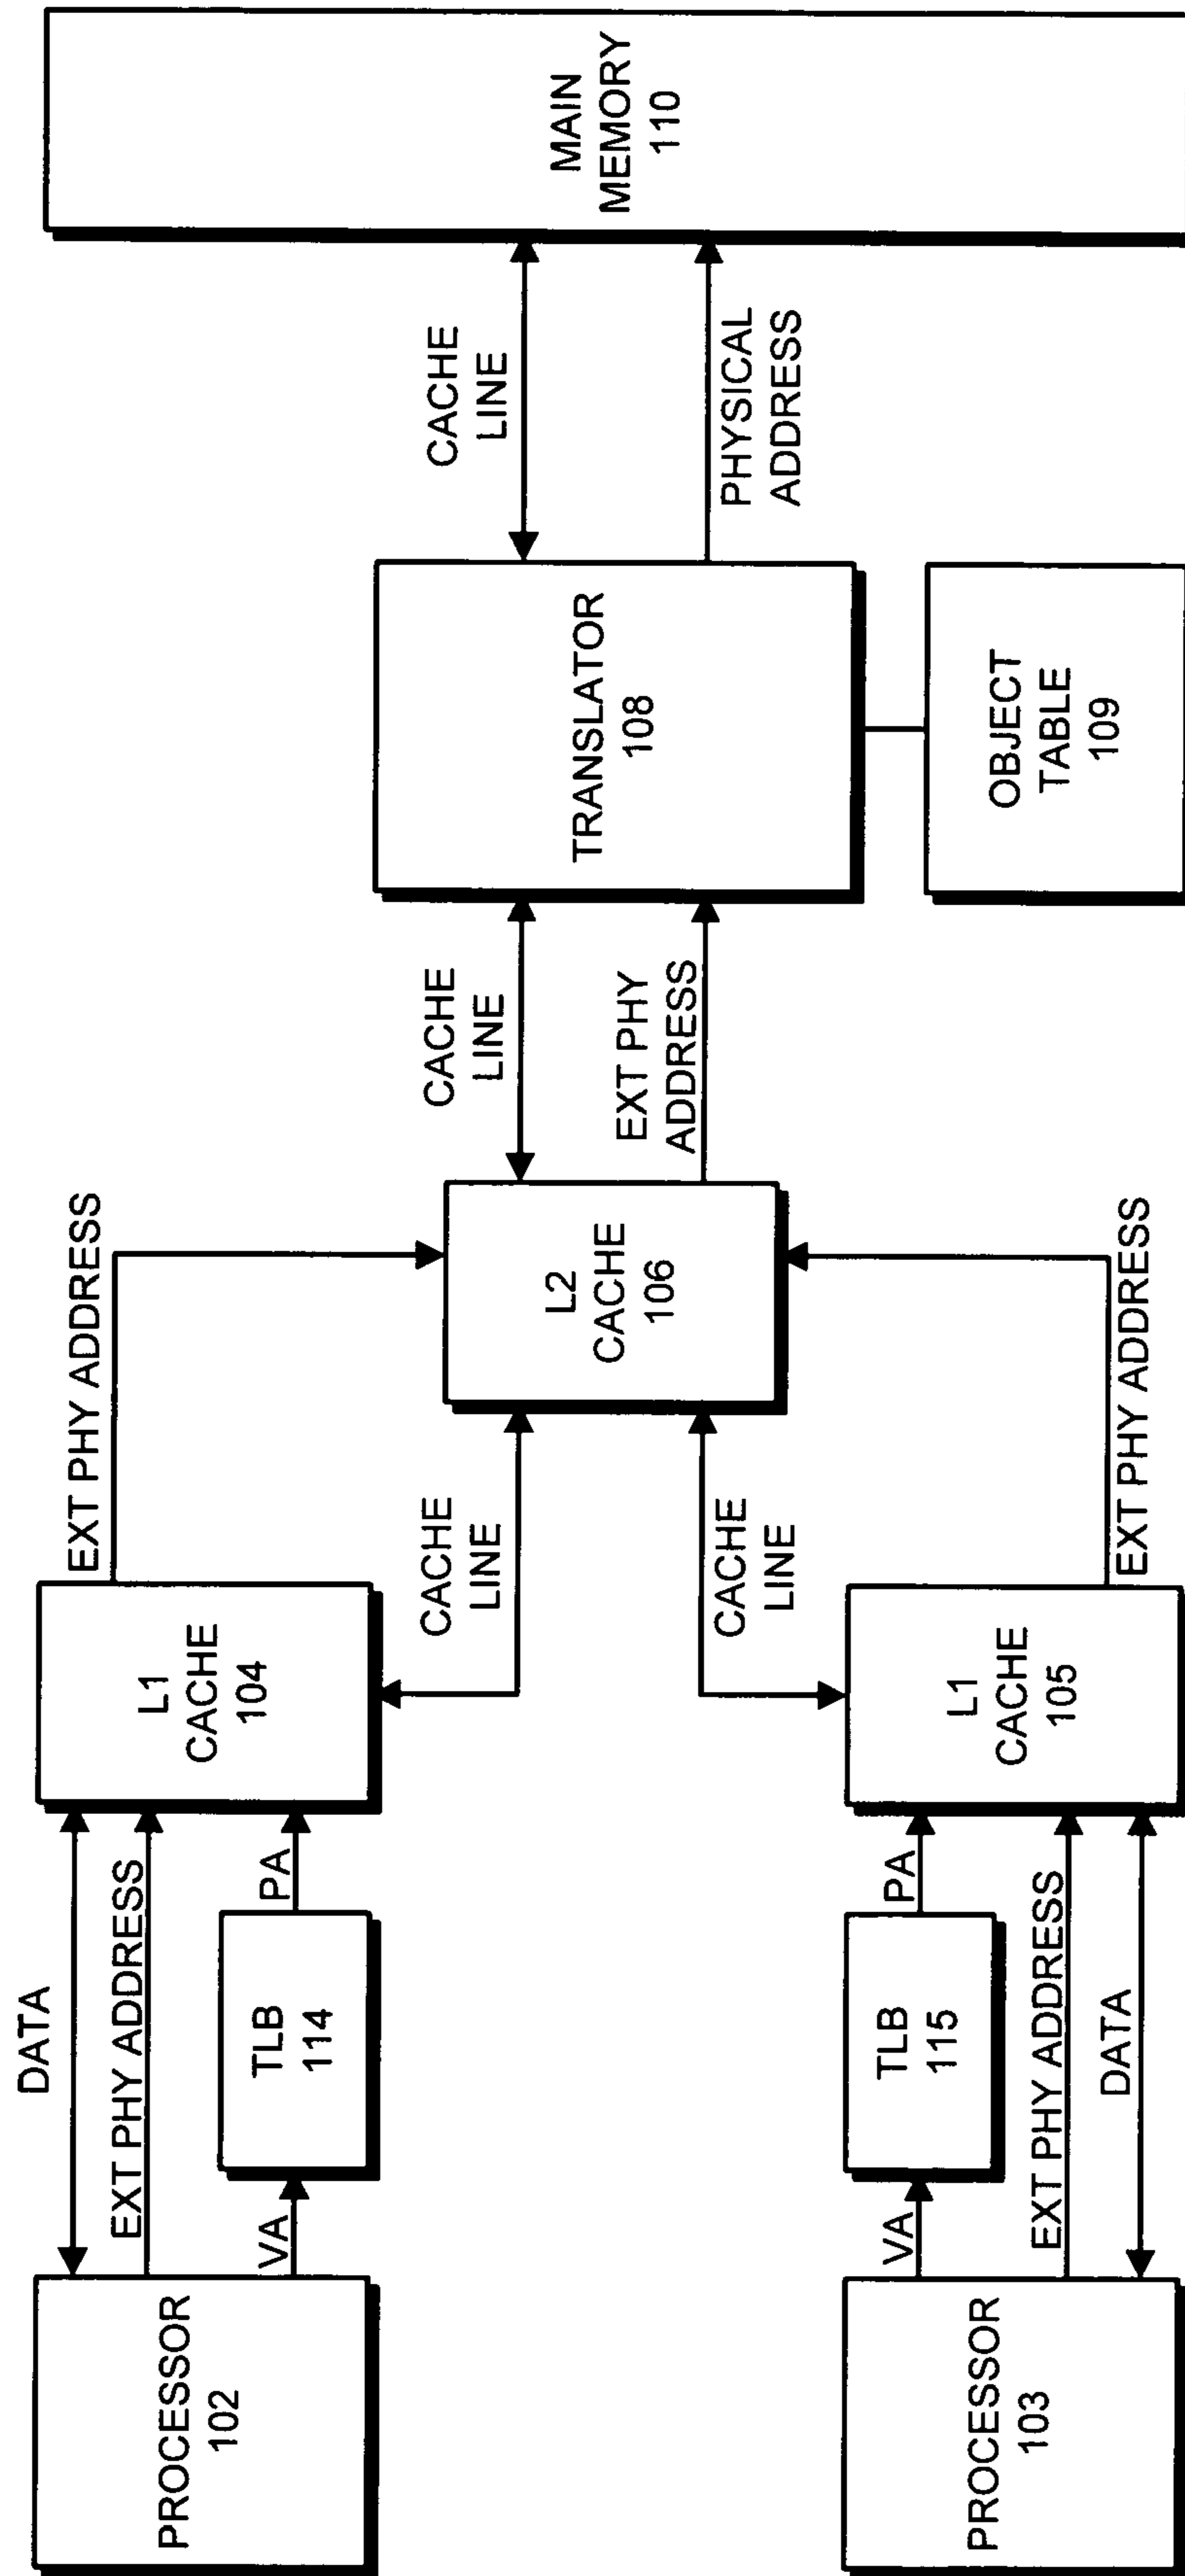 PROCESSOR
102
DATA
EXT PHY ADDRESS
VA
TLB
114
PA
L1
CACHE
104
EXT PHY ADDRESS
CACHE
LINE
PROCESSOR
103
VA
TLB
115
PA
EXT PHY ADDRESS
DATA
L1
CACHE
105
CACHE
LINE
EXT PHY ADDRESS
L2
CACHE
106
CACHE
LINE
EXT PHY
ADDRESS
TRANSLATOR
108
OBJECT
TABLE
109
CACHE
LINE
PHYSICAL
ADDRESS
MAIN
MEMORY
110